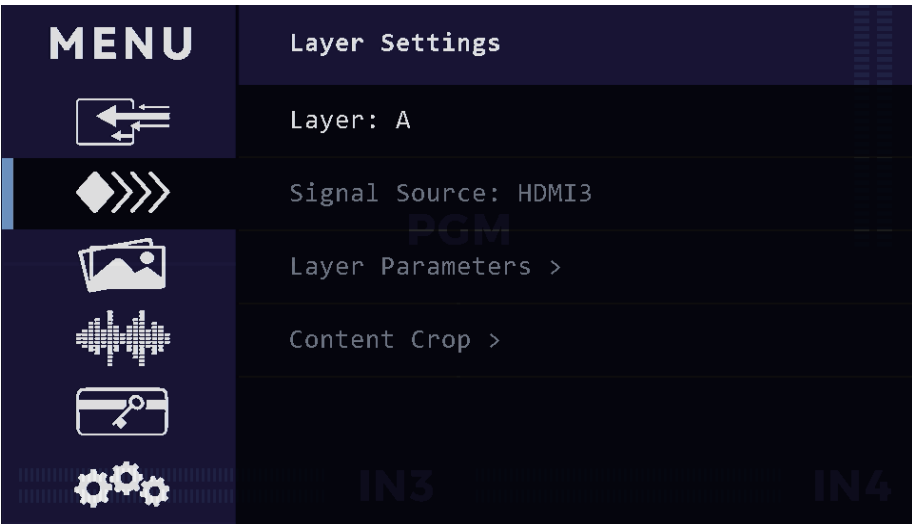 MENU
Layer Settings
Layer: A
Signal Source: HDMI3
PGM
Layer Parameters >
Content Crop >
IN3
IN4